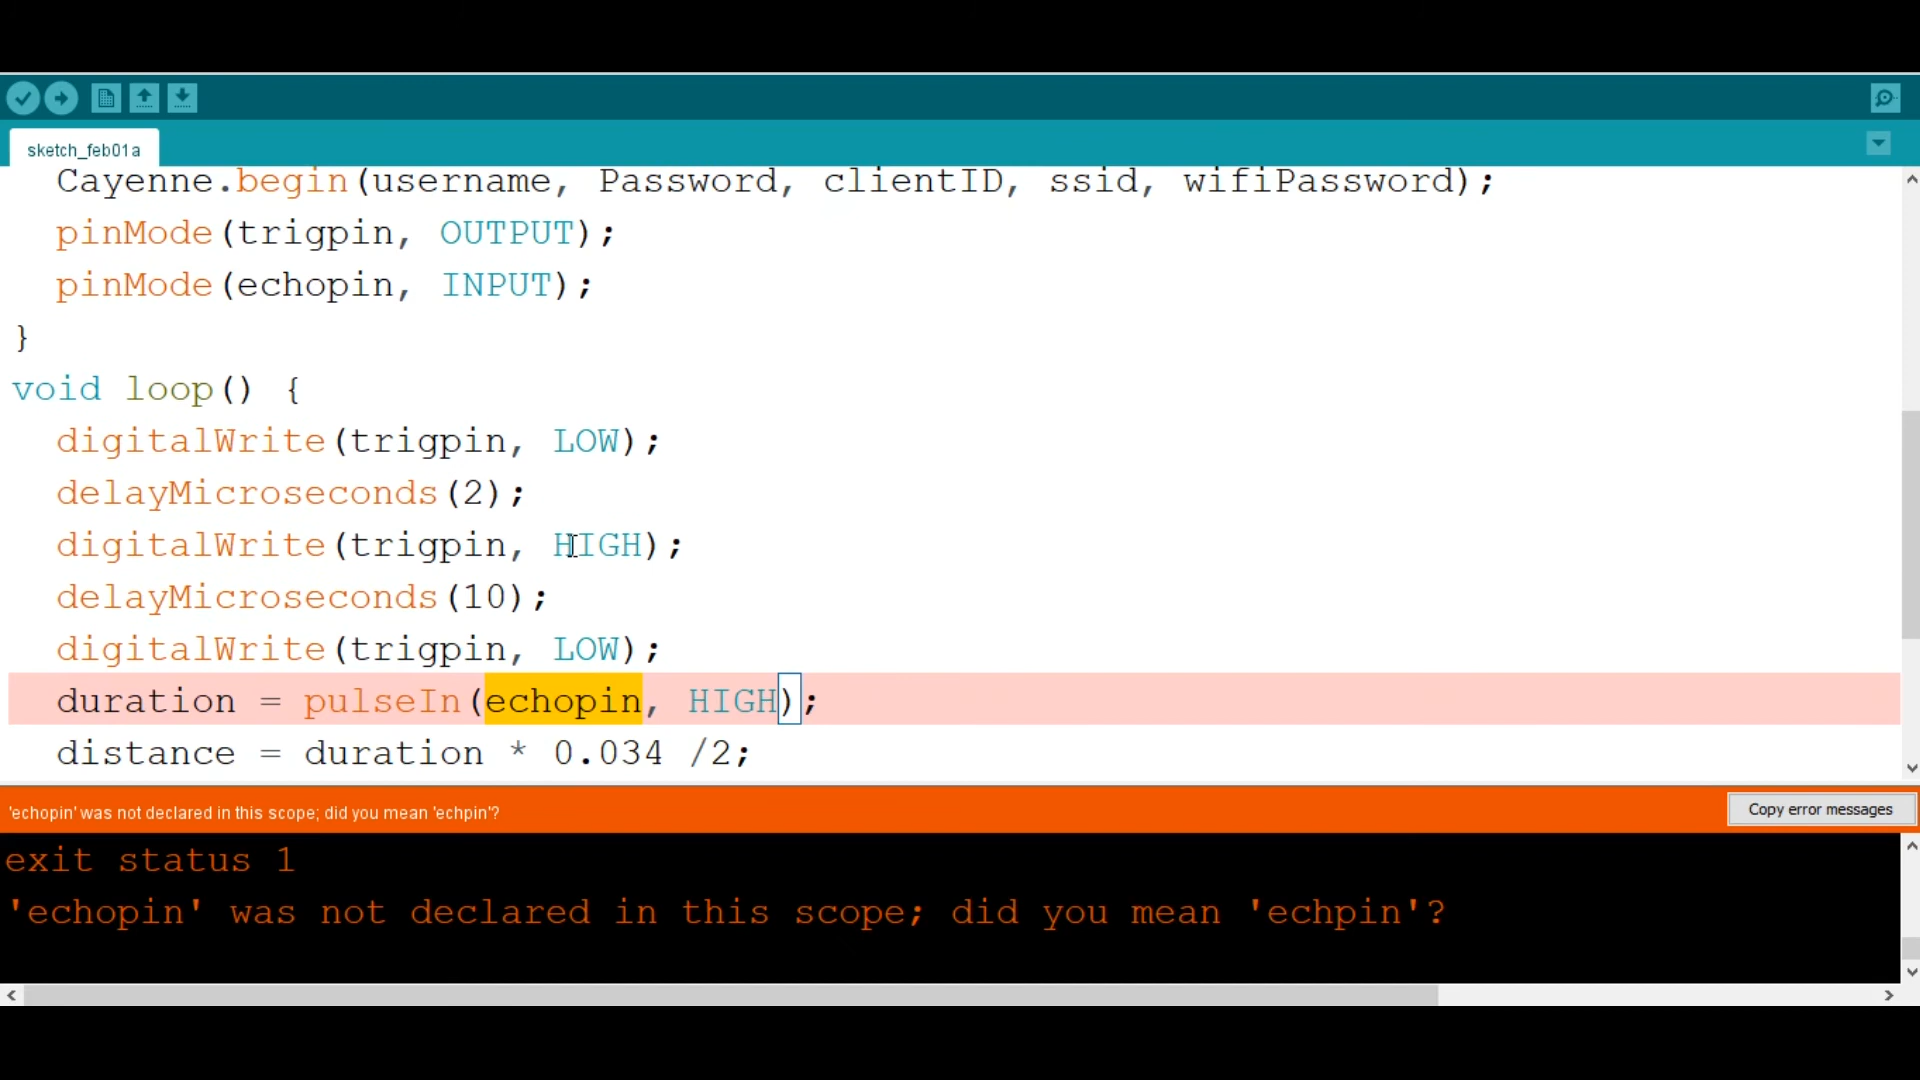 sketch_feb01a
Cayenne.begin(username, Password, clientID, ssid, wifiPassword);
pinMode(trigpin, OUTPUT);
pinMode(echopin, INPUT);
}
void loop() {
digitalWrite(trigpin, LOW);
delayMicroseconds(2);
digitalWrite(trigpin, HIGH);
delayMicroseconds(10);
digitalWrite(trigpin, LOW);
duration = pulseIn(echopin, HIGH);
distance = duration * 0.034 /2;
'echopin' was not declared in this scope; did you mean 'echpin'?
Copy error messages
exit status 1
'echopin' was not declared in this scope; did you mean 'echpin'?